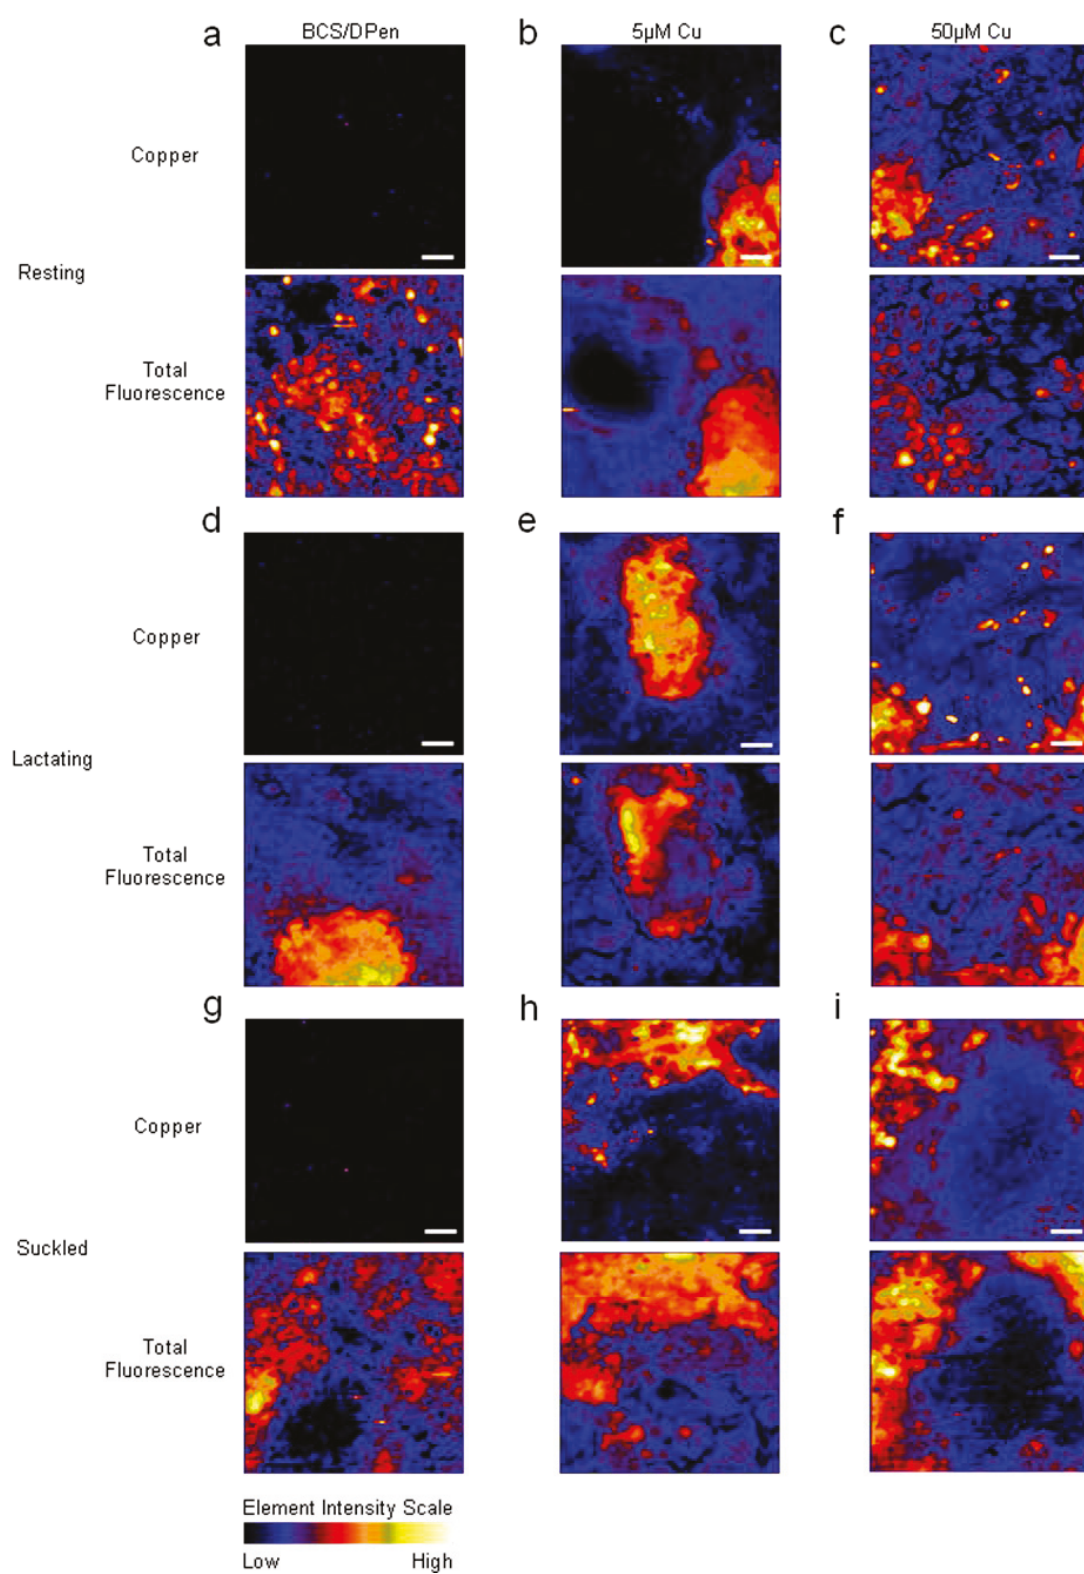 a BCS/DPen b 5µM Cu c 50µM Cu
Copper
Resting
Total
Fluorescence
d e f
Copper
Lactating
Total
Fluorescence
g h i
Copper
Suckled
Total
Fluorescence
Element Intensity Scale
Low High